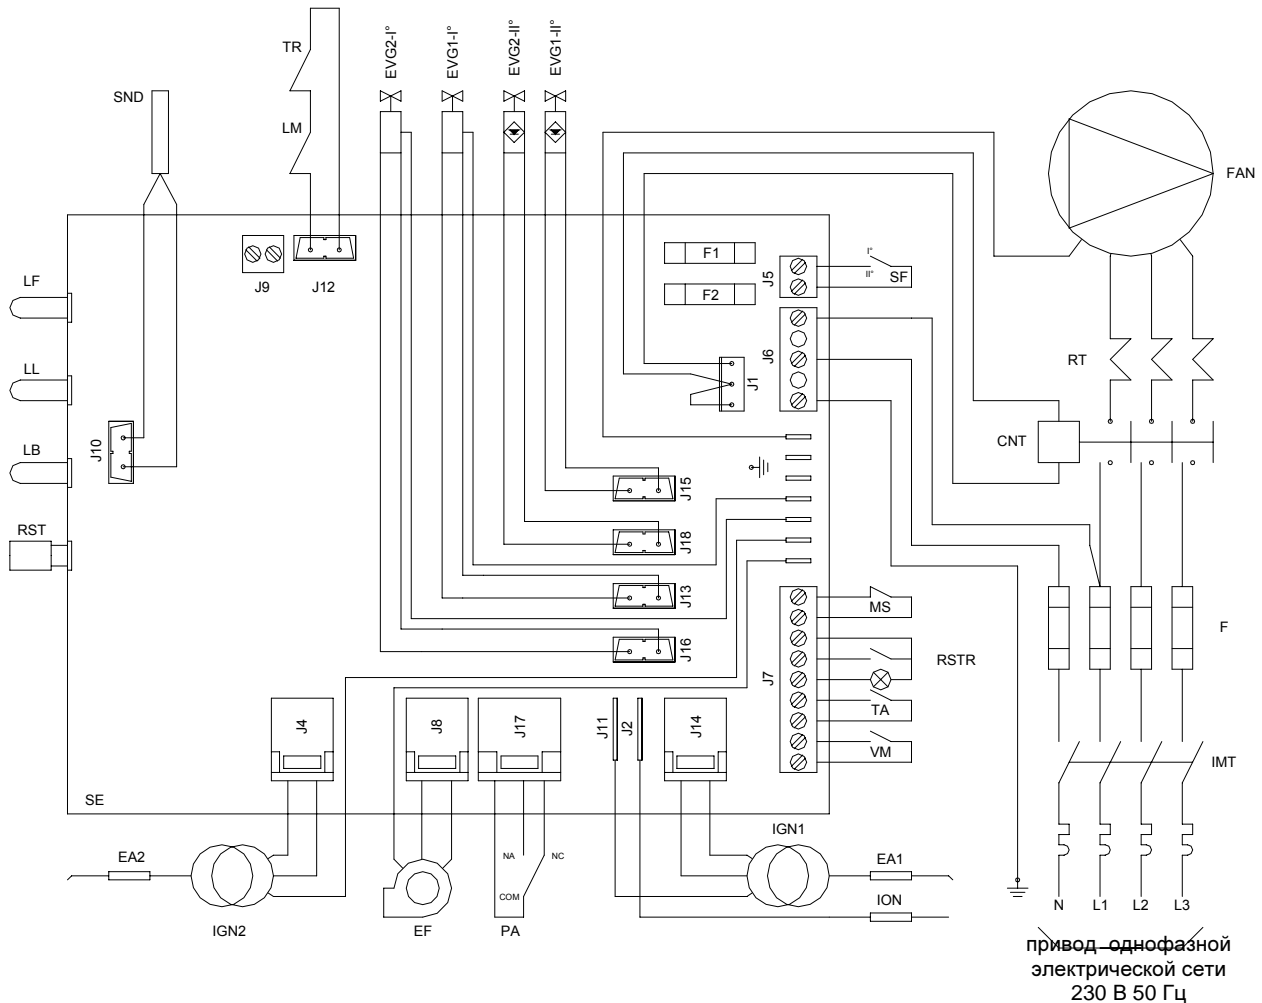 EVG2-I°
EVG1-I°
EVG2-II°
EVG1-II°
TR
SND
LM
FAN
F1
F2
J5
I°
II°
SF
LF
J9
J12
J6
J1
RT
LL
CNT
LB
J10
J15
RST
J18
J13
MS
F
J16
RSTR
J7
TA
J4
J8
J17
J11
J2
J14
VM
IMT
SE
IGN1
EA2
NA
NC
EA1
COM
ION
N
L1
L2
L3
IGN2
EF
PA
привод однофазной
электрической сети
230 В 50 Гц